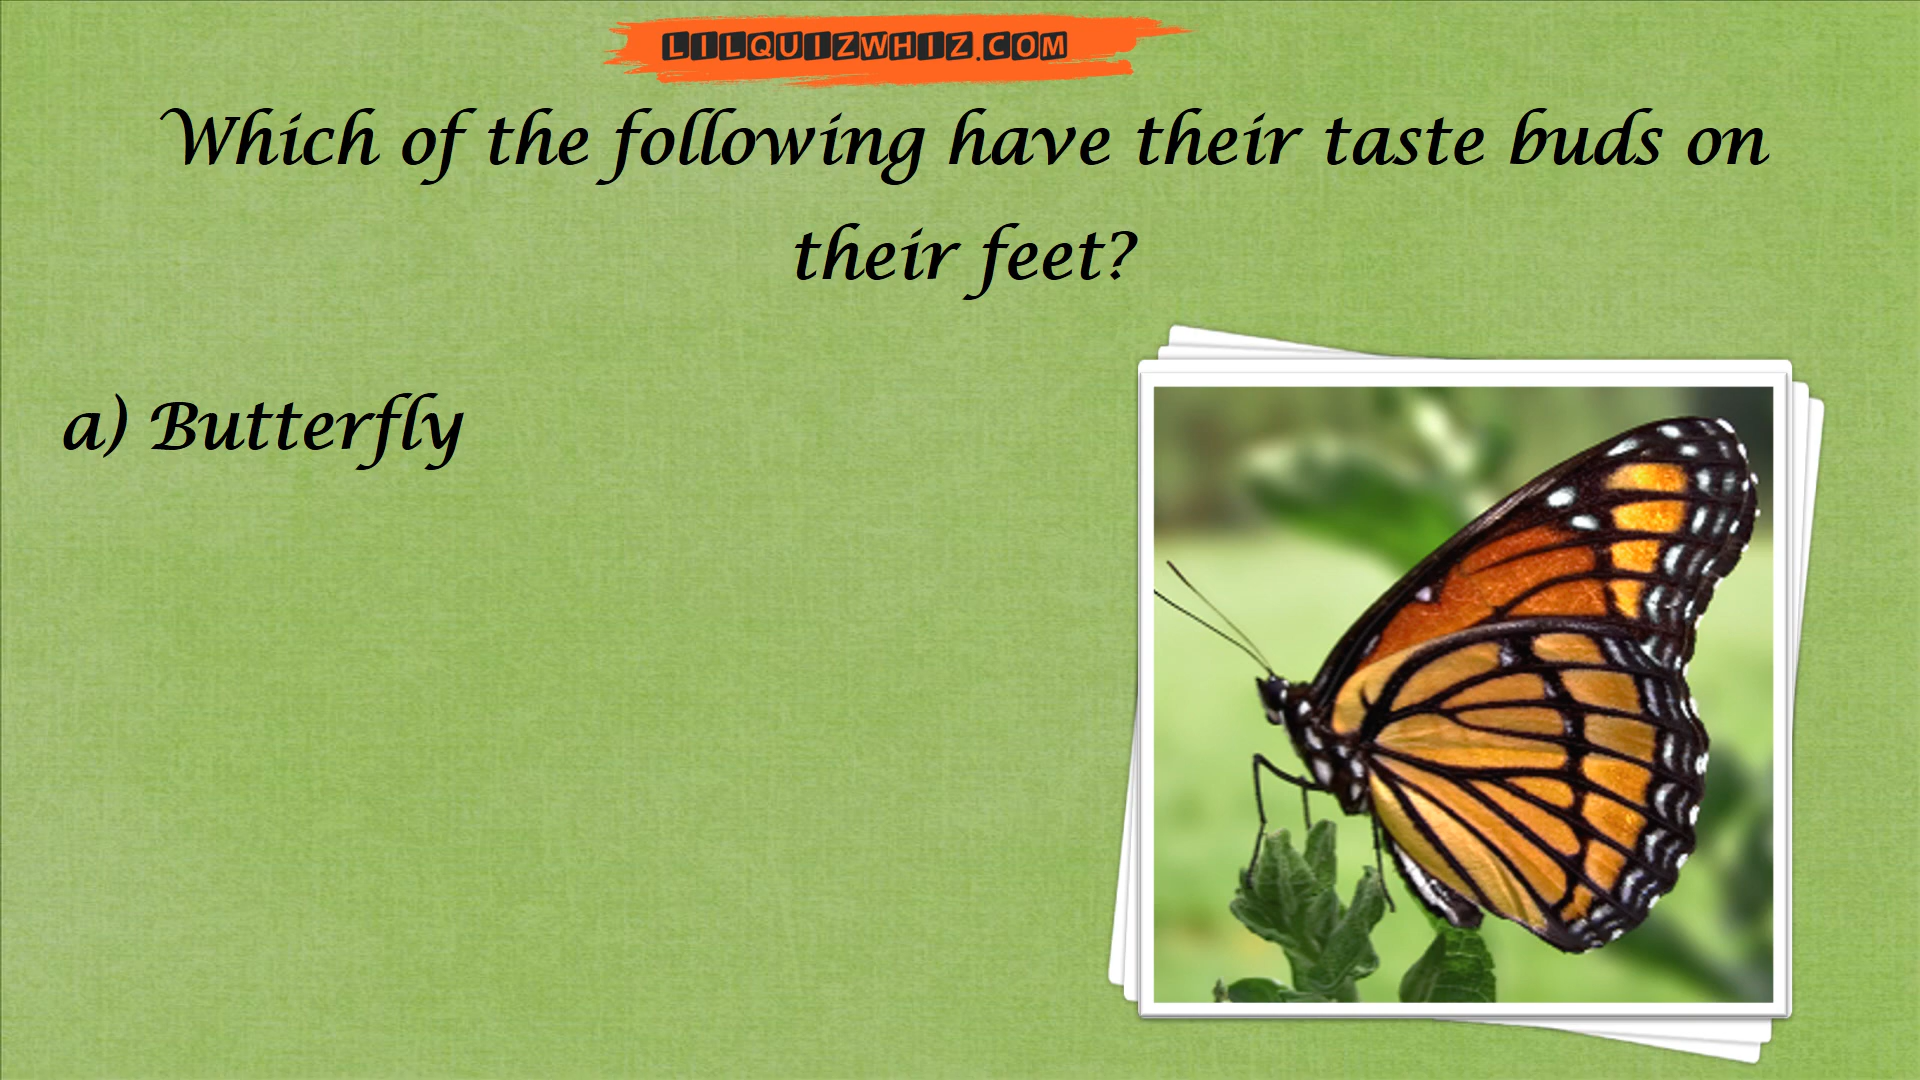 LILQUIZWHIZ.COM
Which of the following have their taste buds on
their feet?
a) Butterfly